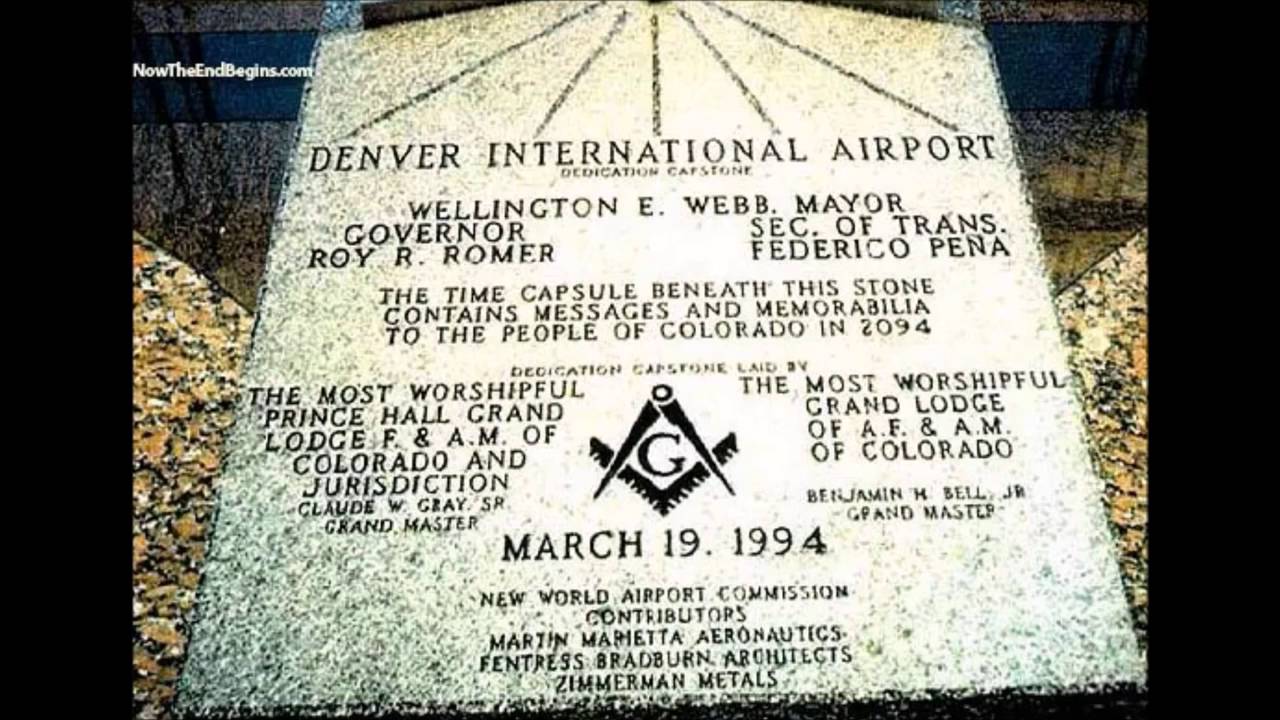 NowTheEndBegins.com
DENVER INTERNATIONAL AIRPORT
DEDICATION CAPSTONE
WELLINGTON E. WEBB, MAYOR
GOVERNOR
ROY R. ROMER
SEC. OF TRANS.
FEDERICO PEÑA
THE TIME CAPSULE BENEATH THIS STONE
CONTAINS MESSAGES AND MEMORABILIA
TO THE PEOPLE OF COLORADO IN 2094
DEDICATION CAPSTONE LAID BY
THE MOST WORSHIPFUL
PRINCE HALL GRAND
LODGE F. & A.M. OF
COLORADO AND
JURISDICTION
CLAUDE W. GRAY, SR.
GRAND MASTER
G
THE MOST WORSHIPFUL
GRAND LODGE
OF A.F. & A.M.
OF COLORADO
BENJAMIN H. BELL, JR.
GRAND MASTER
MARCH 19, 1994
NEW WORLD AIRPORT COMMISSION
CONTRIBUTORS
MARTIN MARIETTA AERONAUTICS
FENTRESS BRADBURN ARCHITECTS
ZIMMERMAN METALS